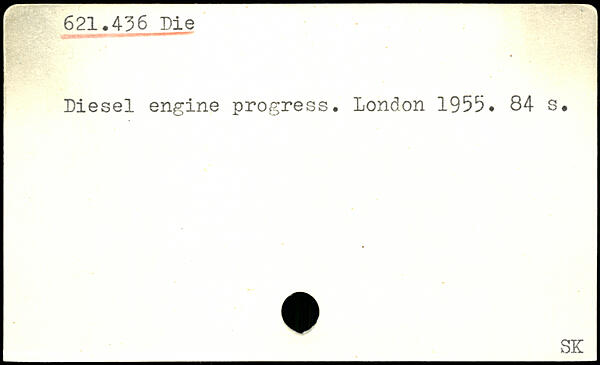 621.436 Die
Diesel engine progress. London 1955. 84 s.
SK